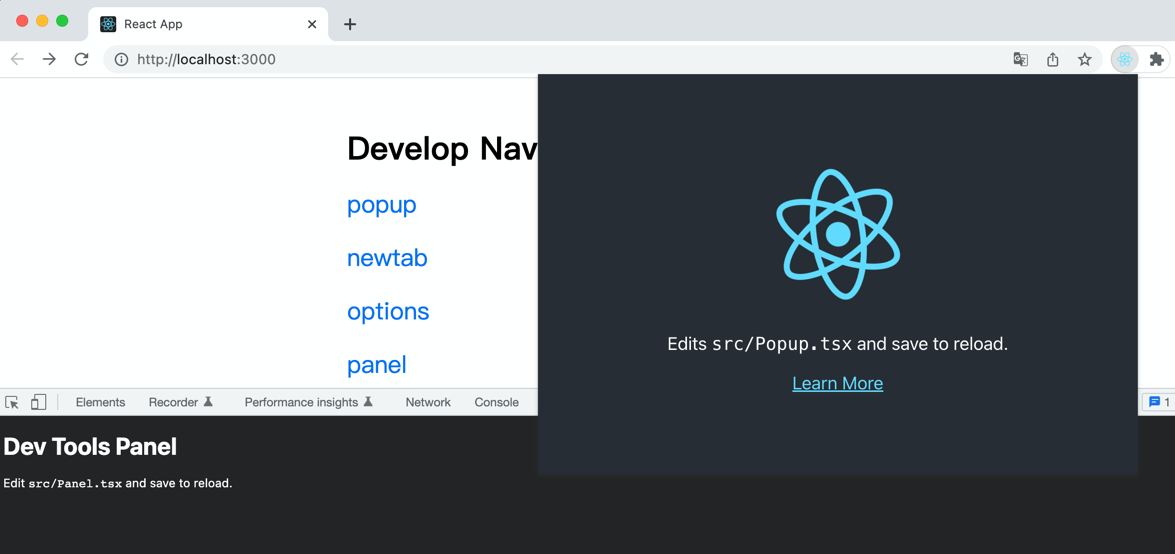 React App
http://localhost:3000
Develop Nav
popup
newtab
options
panel
Edits src/Popup.tsx and save to reload.
Learn More
Elements Recorder Performance insights Network Console
1
Dev Tools Panel
Edit src/Panel.tsx and save to reload.